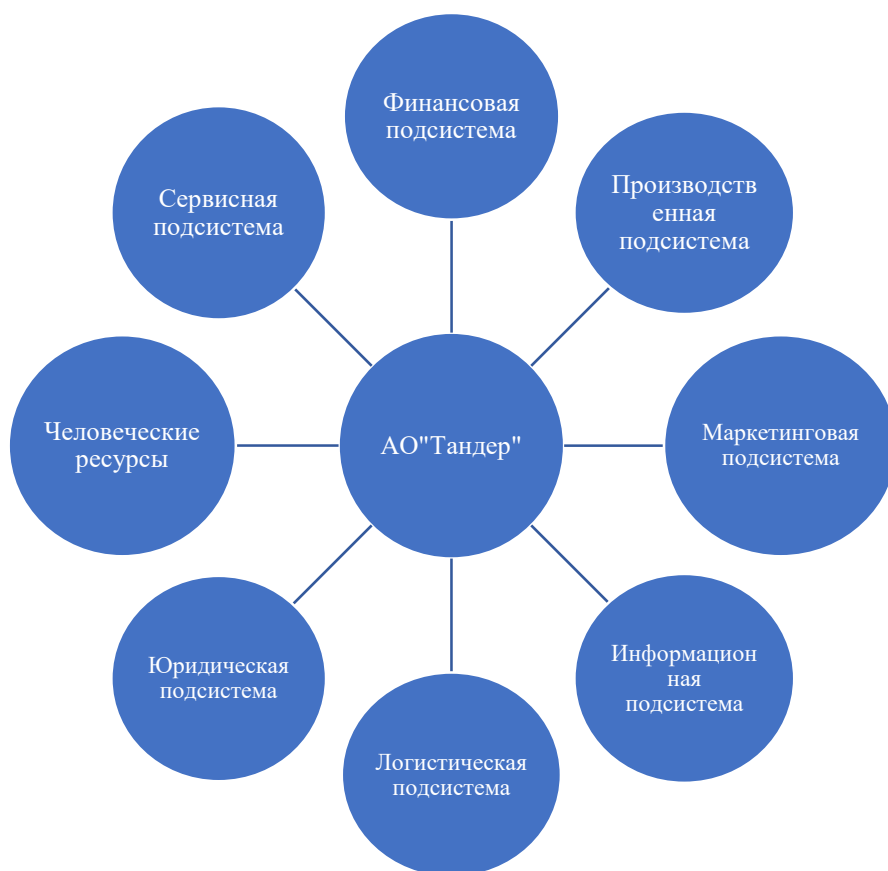 Финансовая
подсистема
Сервисная
подсистема
Производств
енная
подсистема
Человеческие
ресурсы
АО"Тандер"
Маркетинговая
подсистема
Юридическая
подсистема
Информацион
ная
подсистема
Логистическая
подсистема